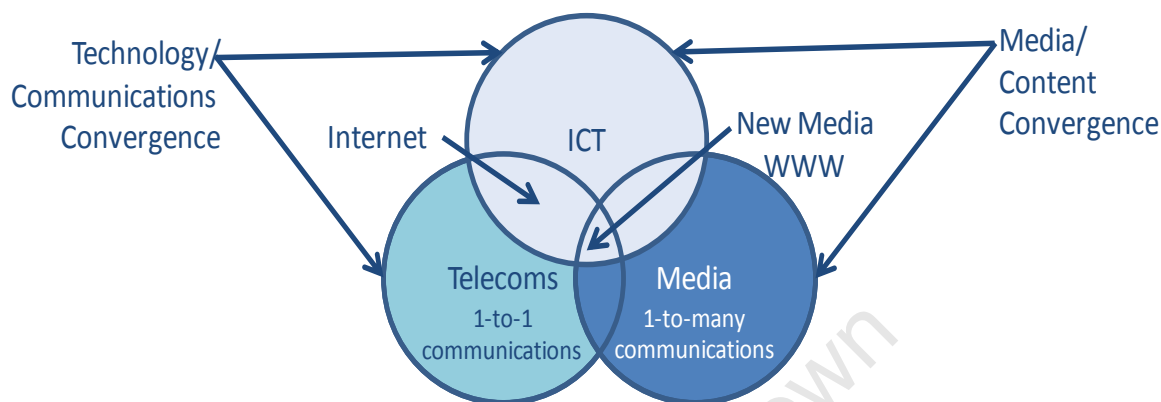 Technology/
Communications
Convergence
Internet
ICT
New Media
WWW
Media/
Content
Convergence
Telecoms
1-to-1
communications
Media
1-to-many
communications
own